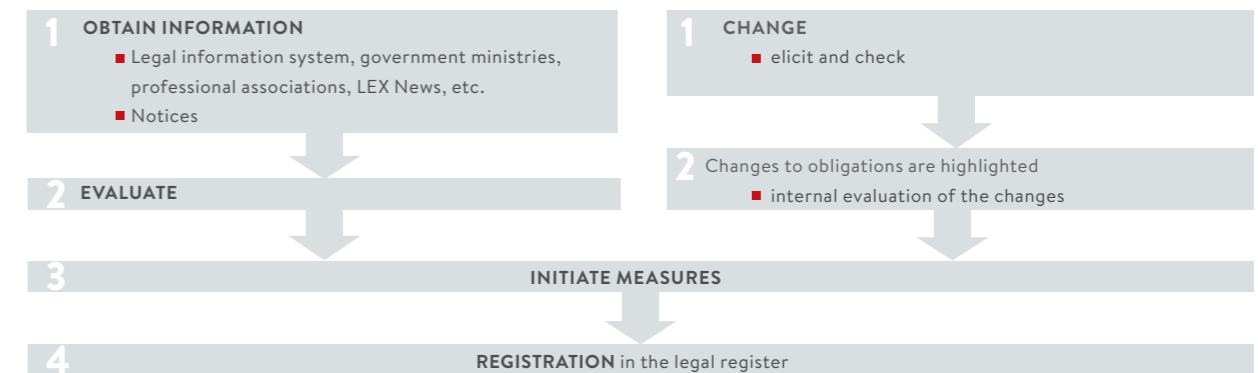 1 OBTAIN INFORMATION
■ Legal information system, government ministries,
professional associations, LEX News, etc.
■ Notices
2 EVALUATE
1 CHANGE
■ elicit and check
2 Changes to obligations are highlighted
■ internal evaluation of the changes
3 INITIATE MEASURES
4 REGISTRATION in the legal register